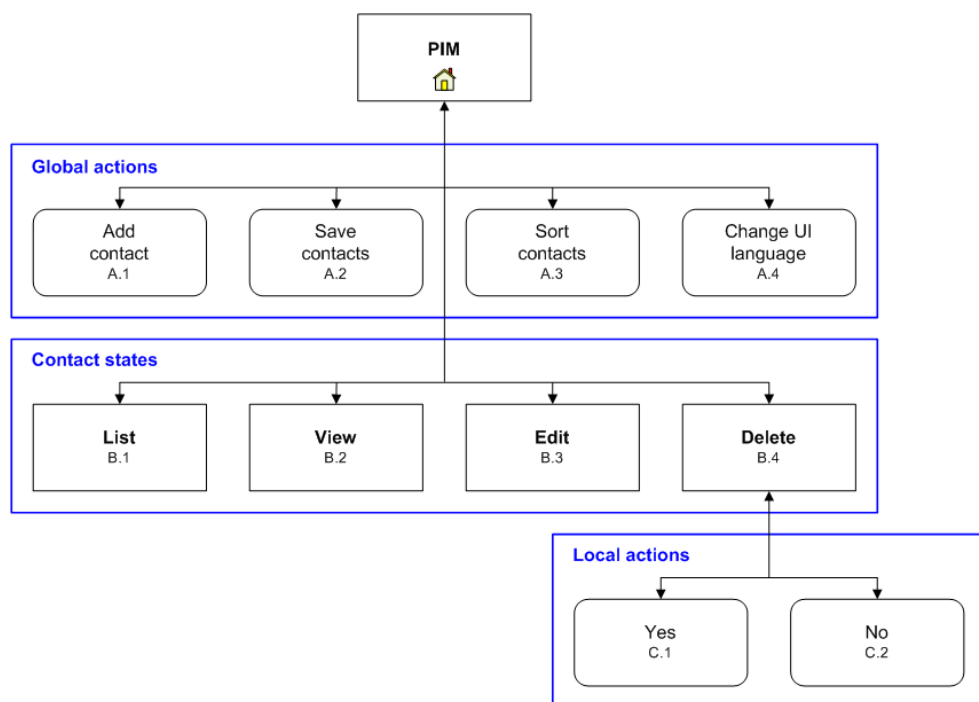 PIM
Global actions
Add
contact
A.1
Save
contacts
A.2
Sort
contacts
A.3
Change UI
language
A.4
Contact states
List
B.1
View
B.2
Edit
B.3
Delete
B.4
Local actions
Yes
C.1
No
C.2